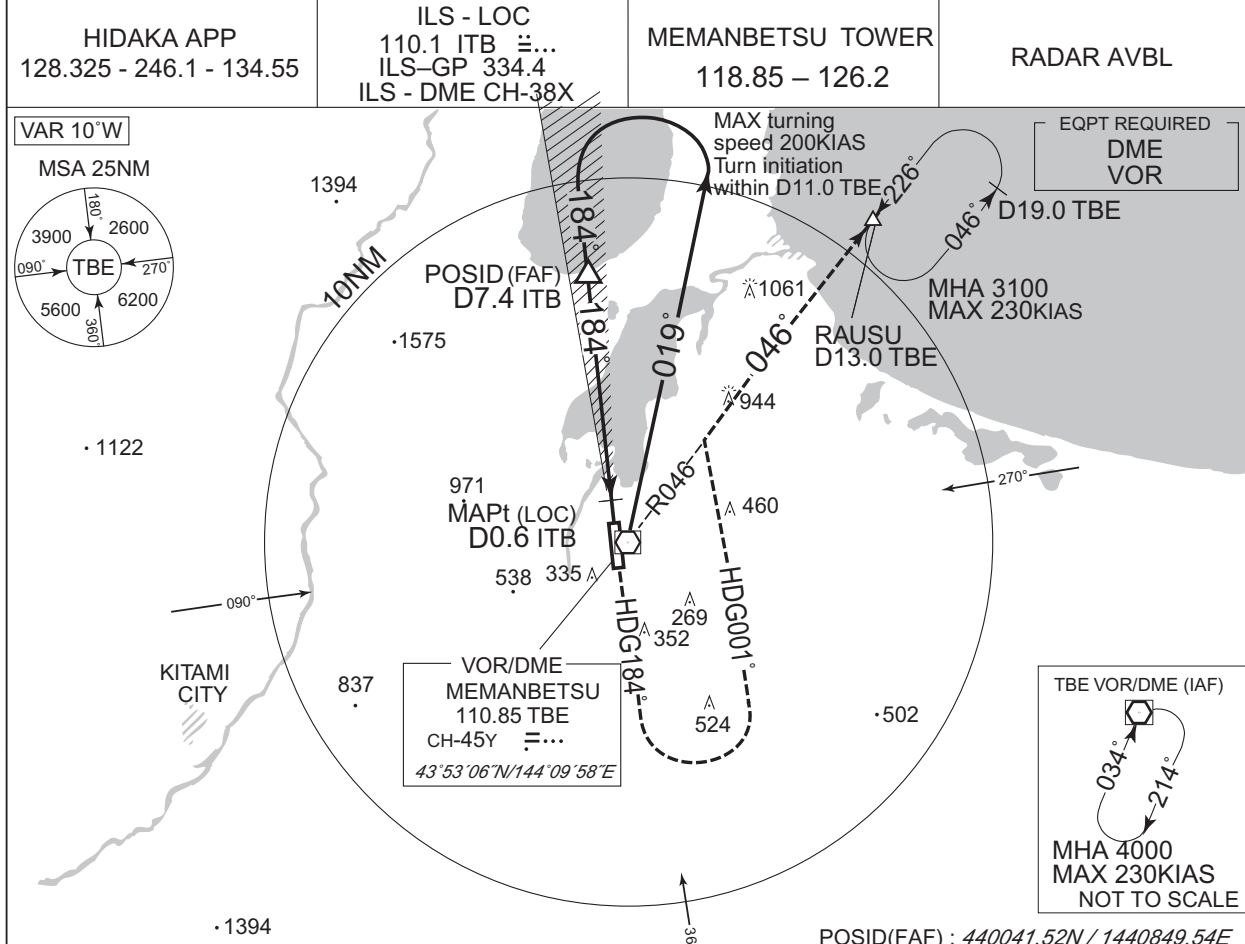 HIDAKA APP
128.325 - 246.1 - 134.55
ILS - LOC
110.1 ITB
ILS–GP 334.4
ILS - DME CH-38X
MEMANBETSU TOWER
118.85 – 126.2
RADAR AVBL
VAR 10˚W
MSA 25NM
180˚
3900
2600
090˚
TBE
270˚
5600
6200
360˚
1394
MAX turning
speed 200KIAS
Turn initiation
within D11.0 TBE
EQPT REQUIRED
DME
VOR
226˚
046˚
D19.0 TBE
184˚
10NM
POSID (FAF)
D7.4 ITB
184˚
019˚
1061
MHA 3100
MAX 230KIAS
RAUSU
D13.0 TBE
046˚
1575
944
1122
971
MAPt (LOC)
D0.6 ITB
R046
460
270˚
538
335
090˚
HDG184˚
269
352
HDG001˚
524
KITAMI
CITY
837
502
VOR/DME
MEMANBETSU
110.85 TBE
CH-45Y
43˚53´06˝N/144˚09´58˝E
TBE VOR/DME (IAF)
034˚
214˚
MHA 4000
MAX 230KIAS
NOT TO SCALE
1394
36
POSID(FAF) : 440041.52N / 1440849.54E